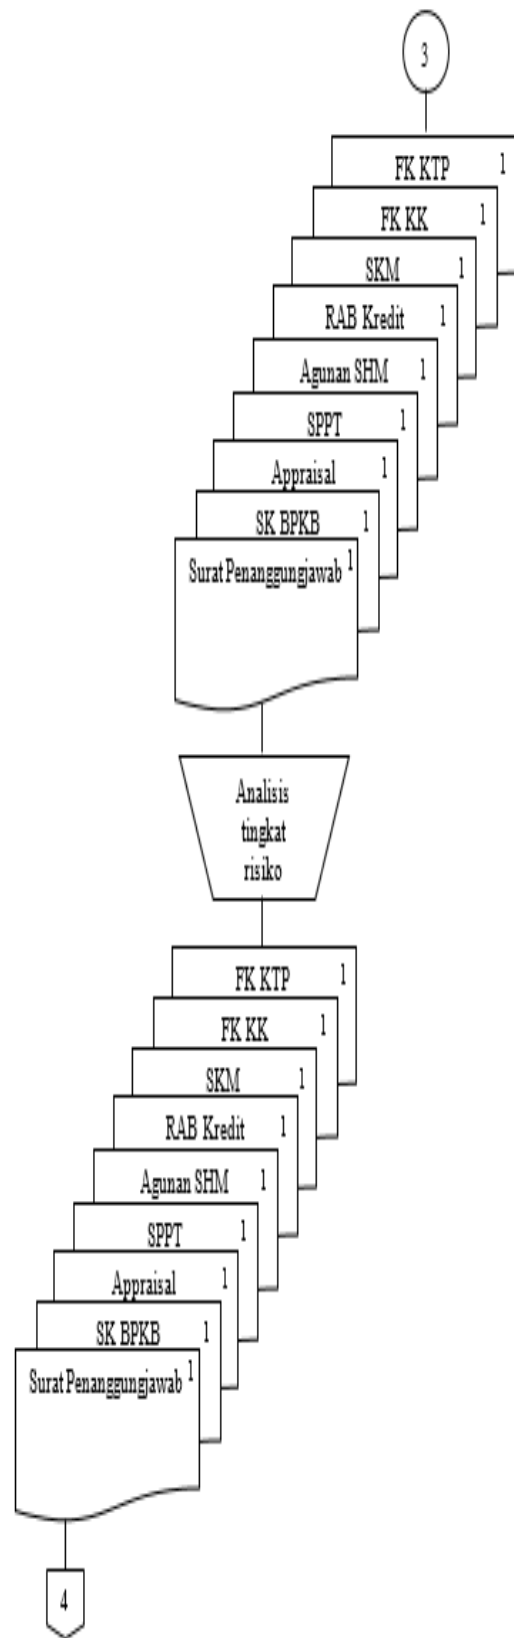 3
FK KTP 1
FK KK 1
SKM 1
RAB Kredit 1
Agunan SHM 1
SPPT 1
Appraisal 1
SK BPKB 1
Surat Penanggungjawab 1
Analisis
tingkat
risiko
FK KTP 1
FK KK 1
SKM 1
RAB Kredit 1
Agunan SHM 1
SPPT 1
Appraisal 1
SK BPKB 1
Surat Penanggungjawab 1
4